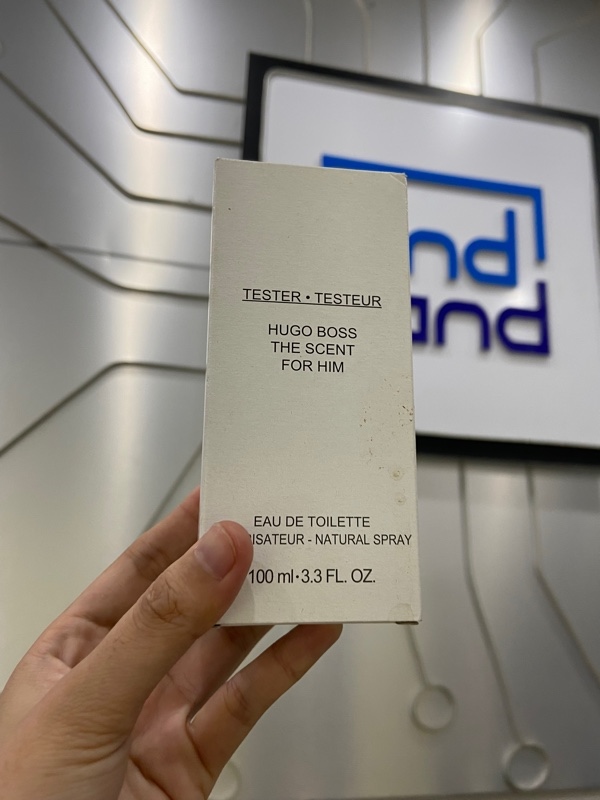 TESTER • TESTEUR
HUGO BOSS
THE SCENT
FOR HIM
EAU DE TOILETTE
- NATURAL SPRAY
100 ml•3.3 FL. OZ.